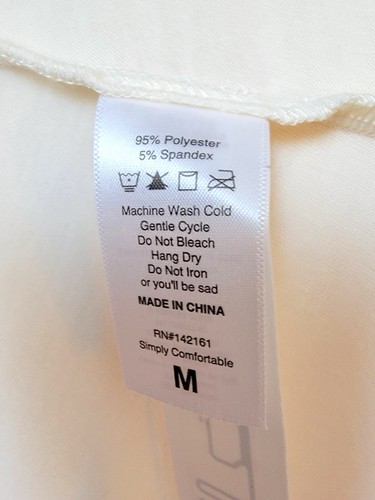 95% Polyester
5% Spandex
Machine Wash Cold
Gentle Cycle
Do Not Bleach
Hang Dry
Do Not Iron
or you'll be sad
MADE IN CHINA
RN#142161
Simply Comfortable
M